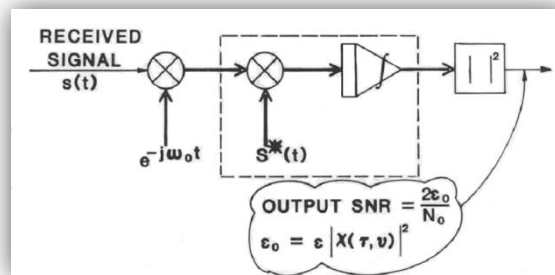 RECEIVED
SIGNAL
s(t)
e^{-jω₀t}
S*(t)
∫
| |²
OUTPUT SNR = 2ε₀/N₀
ε₀ = ε |χ(τ,υ)|²